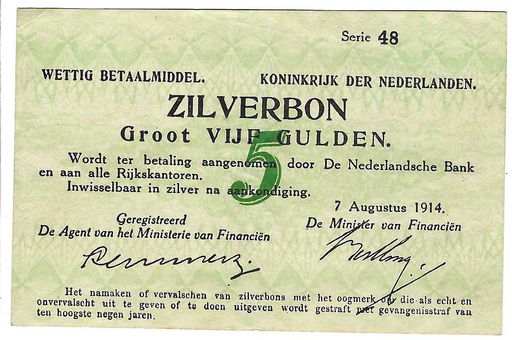 Serie 48
WETTIG BETAALMIDDEL. KONINKRIJK DER NEDERLANDEN.
ZILVERBON
Groot VIJF GULDEN.
5
Wordt ter betaling aangenomen door De Nederlandsche Bank
en aan alle Rijkskantoren.
Inwisselbaar in zilver na aankondiging.
7 Augustus 1914.
Geregistreerd
De Minister van Financiën
De Agent van het Ministerie van Financiën
Het namaken of vervalschen van zilverbons met het oogmerk om die als echt en
onvervalscht uit te geven of te doen uitgeven wordt gestraft met gevangenisstraf van
ten hoogste negen jaren.